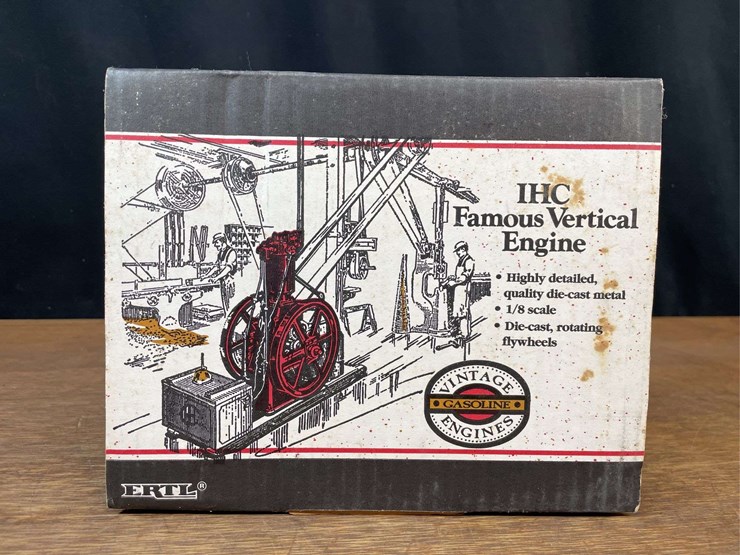 IHC
Famous Vertical
Engine
• Highly detailed,
quality die-cast metal
• 1/8 scale
• Die-cast, rotating
flywheels
VINTAGE
• GASOLINE •
ENGINES
ERTL®